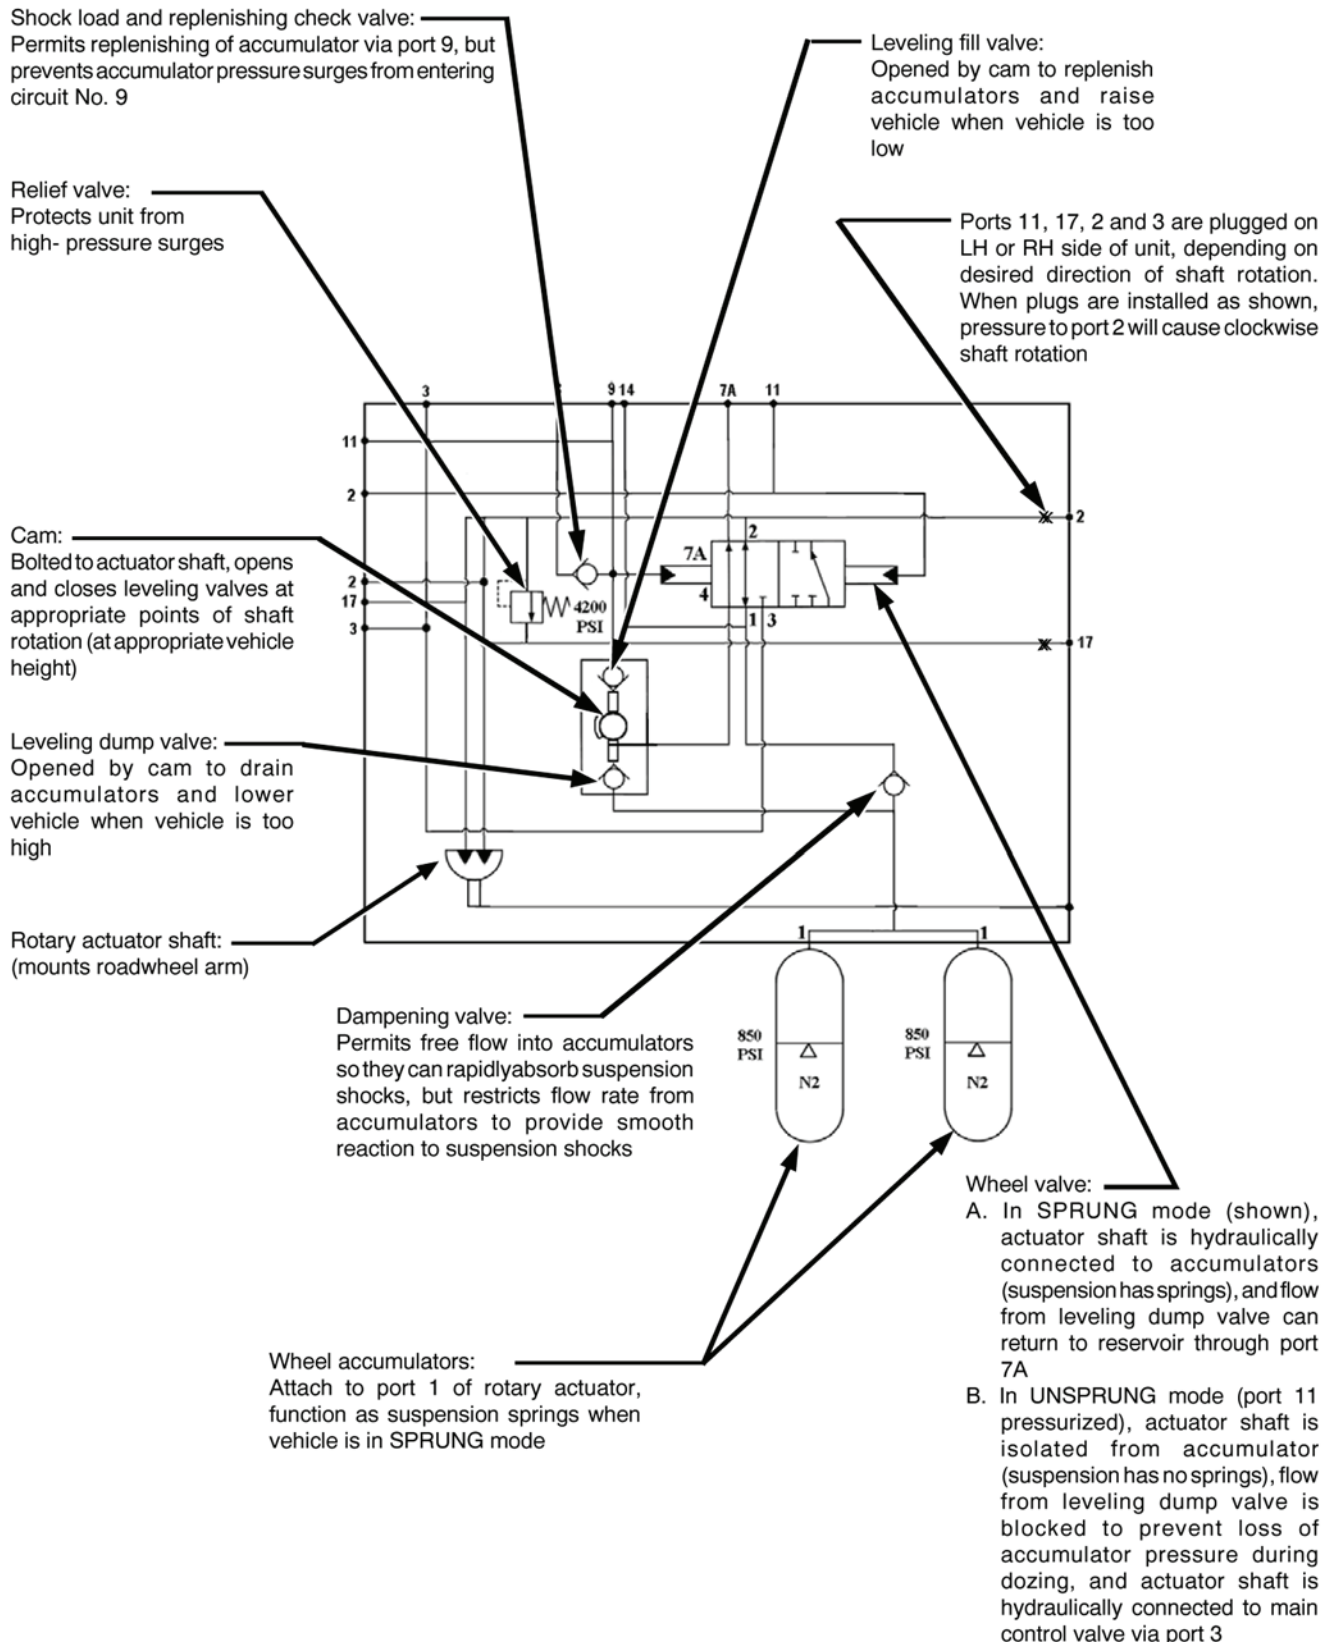 Shock load and replenishing check valve:
Permits replenishing of accumulator via port 9, but
prevents accumulator pressure surges from entering
circuit No. 9
Leveling fill valve:
Opened by cam to replenish
accumulators and raise
vehicle when vehicle is too
low
Relief valve:
Protects unit from
high- pressure surges
Ports 11, 17, 2 and 3 are plugged on
LH or RH side of unit, depending on
desired direction of shaft rotation.
When plugs are installed as shown,
pressure to port 2 will cause clockwise
shaft rotation
3 9 14 7A 11
11
2
2
2
7A
4
1 3
2
17
3
17
4200
PSI
Cam:
Bolted to actuator shaft, opens
and closes leveling valves at
appropriate points of shaft
rotation (at appropriate vehicle
height)
Leveling dump valve:
Opened by cam to drain
accumulators and lower
vehicle when vehicle is too
high
Rotary actuator shaft:
(mounts roadwheel arm)
1 1
850
PSI
N2
850
PSI
N2
Dampening valve:
Permits free flow into accumulators
so they can rapidly absorb suspension
shocks, but restricts flow rate from
accumulators to provide smooth
reaction to suspension shocks
Wheel valve:
A. In SPRUNG mode (shown),
actuator shaft is hydraulically
connected to accumulators
(suspension has springs), and flow
from leveling dump valve can
return to reservoir through port
7A
B. In UNSPRUNG mode (port 11
pressurized), actuator shaft is
isolated from accumulator
(suspension has no springs), flow
from leveling dump valve is
blocked to prevent loss of
accumulator pressure during
dozing, and actuator shaft is
hydraulically connected to main
control valve via port 3
Wheel accumulators:
Attach to port 1 of rotary actuator,
function as suspension springs when
vehicle is in SPRUNG mode